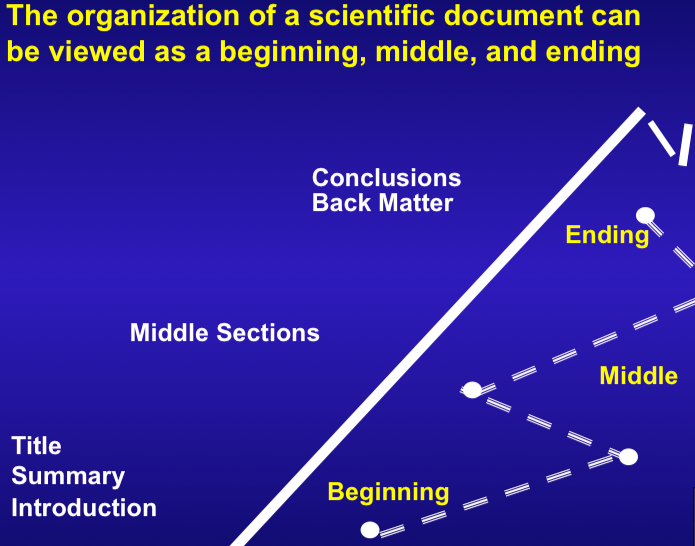 The organization of a scientific document can
be viewed as a beginning, middle, and ending
Conclusions
Back Matter
Ending
Middle Sections
Middle
Title
Summary
Introduction
Beginning